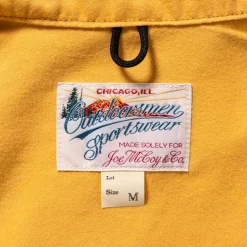 CHICAGO, ILL.
Outdoorsmen
Sportswear
MADE SOLELY FOR
Joe McCoy & Co.
Lot
Size M